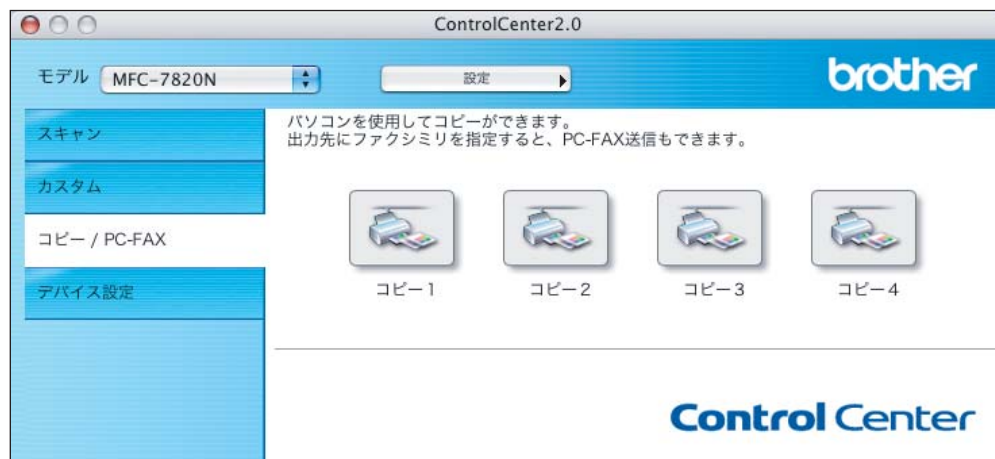 ControlCenter2.0
モデル MFC-7820N 設定 brother
スキャン
カスタム
コピー / PC-FAX
デバイス設定
パソコンを使用してコピーができます。
出力先にファクシミリを指定すると、PC-FAX送信もできます。
コピー1 コピー2 コピー3 コピー4
Control Center